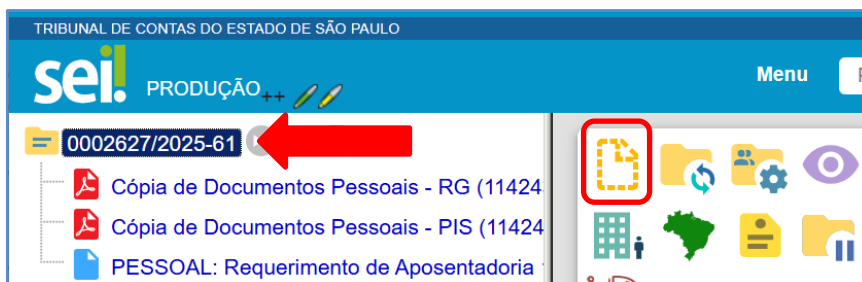 TRIBUNAL DE CONTAS DO ESTADO DE SÃO PAULO
sei!
PRODUÇÃO++
Menu
0002627/2025-61
Cópia de Documentos Pessoais - RG (11424
Cópia de Documentos Pessoais - PIS (11424
PESSOAL: Requerimento de Aposentadoria